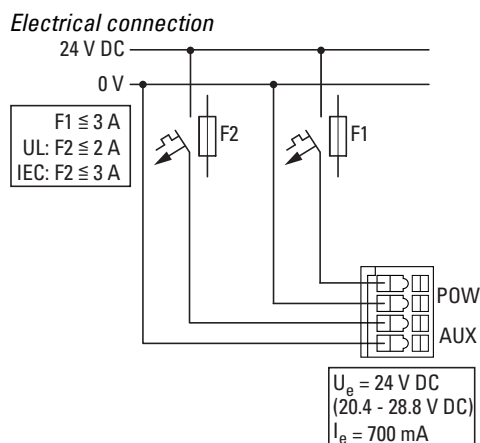 Electrical connection
24 V DC
0 V
F1 ≦ 3 A
UL: F2 ≦ 2 A
IEC: F2 ≦ 3 A
F2
F1
POW
AUX
Uₑ = 24 V DC
(20.4 - 28.8 V DC)
Iₑ = 700 mA